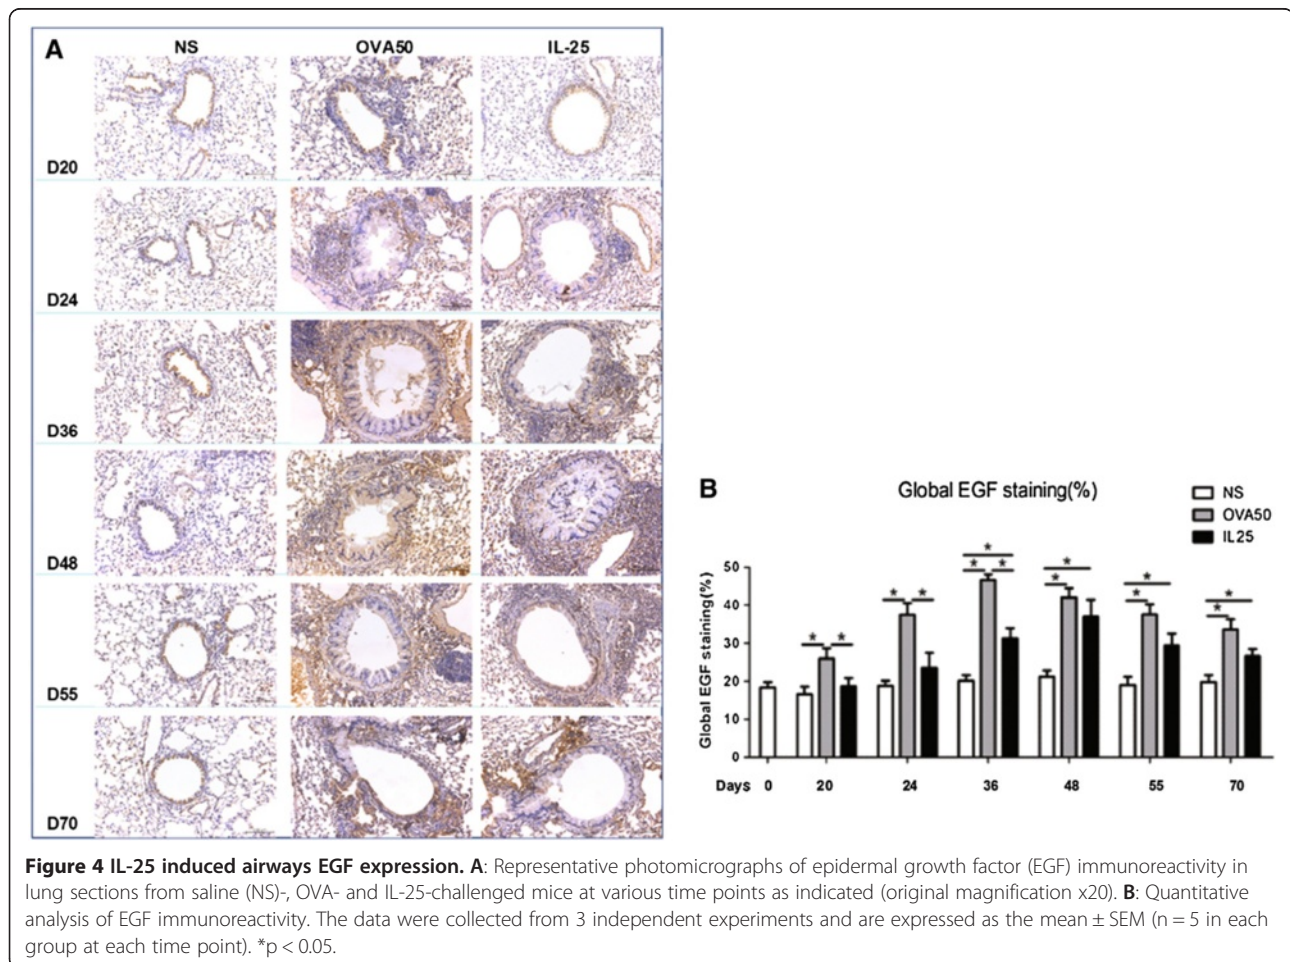 A
NS OVA50 IL-25
D20
D24
D36
D48
D55
D70
B
Global EGF staining(%)
NS
OVA50
IL25
Global EGF staining(%)
50
40
30
20
10
0
* * * * * * * * * * * * *
Days 0 20 24 36 48 55 70
Figure 4 IL-25 induced airways EGF expression. A: Representative photomicrographs of epidermal growth factor (EGF) immunoreactivity in
lung sections from saline (NS)-, OVA- and IL-25-challenged mice at various time points as indicated (original magnification x20). B: Quantitative
analysis of EGF immunoreactivity. The data were collected from 3 independent experiments and are expressed as the mean ± SEM (n = 5 in each
group at each time point). *p < 0.05.